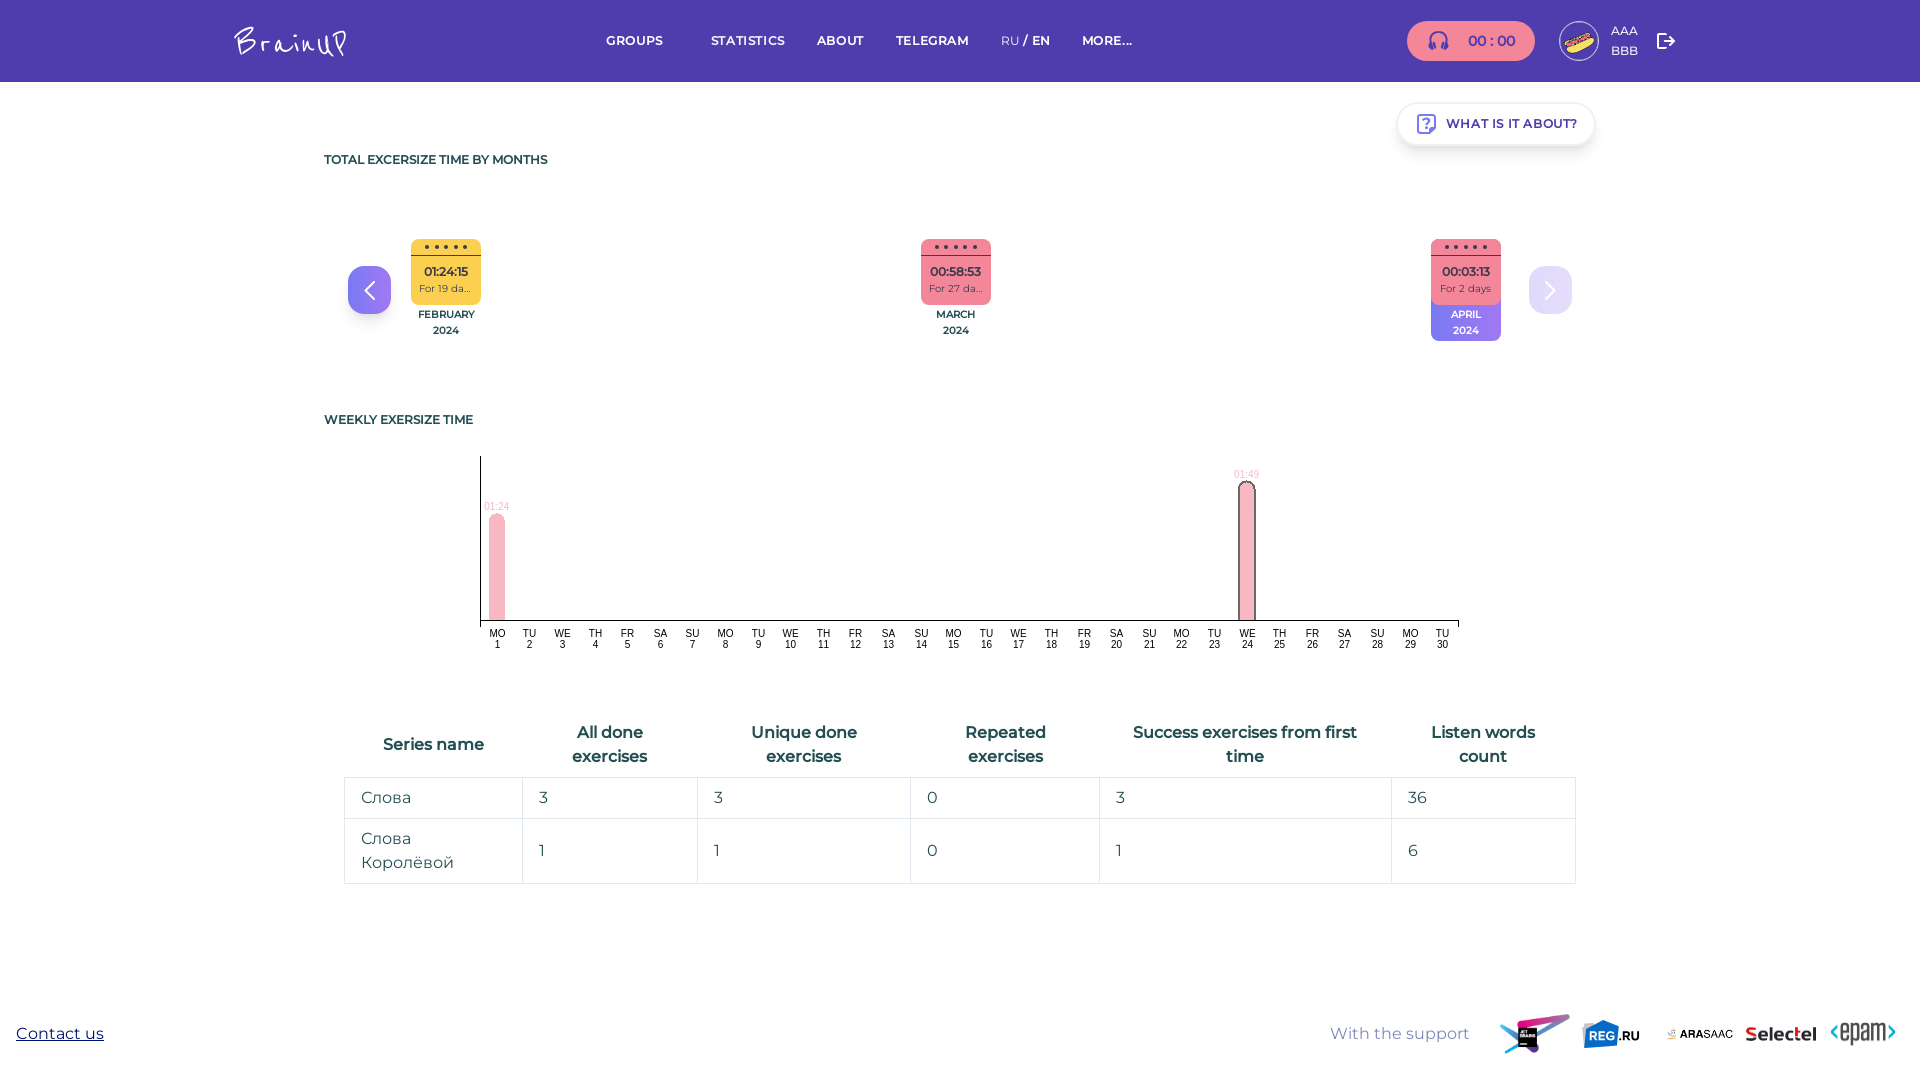 BrainUP
GROUPS
STATISTICS
ABOUT
TELEGRAM
RU / EN
MORE...
00 : 00
AAA
BBB
WHAT IS IT ABOUT?
TOTAL EXCERSIZE TIME BY MONTHS
01:24:15
For 19 da...
FEBRUARY
2024
00:58:53
For 27 da...
MARCH
2024
00:03:13
For 2 days
APRIL
2024
WEEKLY EXERSIZE TIME
01:24
01:49
MO TU WE TH FR SA SU MO TU WE TH FR SA SU MO TU WE TH FR SA SU MO TU WE TH FR SA SU MO TU
1 2 3 4 5 6 7 8 9 10 11 12 13 14 15 16 17 18 19 20 21 22 23 24 25 26 27 28 29 30
Series name
All done
exercises
Unique done
exercises
Repeated
exercises
Success exercises from first
time
Listen words
count
Слова 3 3 0 3 36
Слова
Королёвой
1 1 0 1 6
Contact us
With the support
REG.RU
ARASAAC
Selectel
<epam>